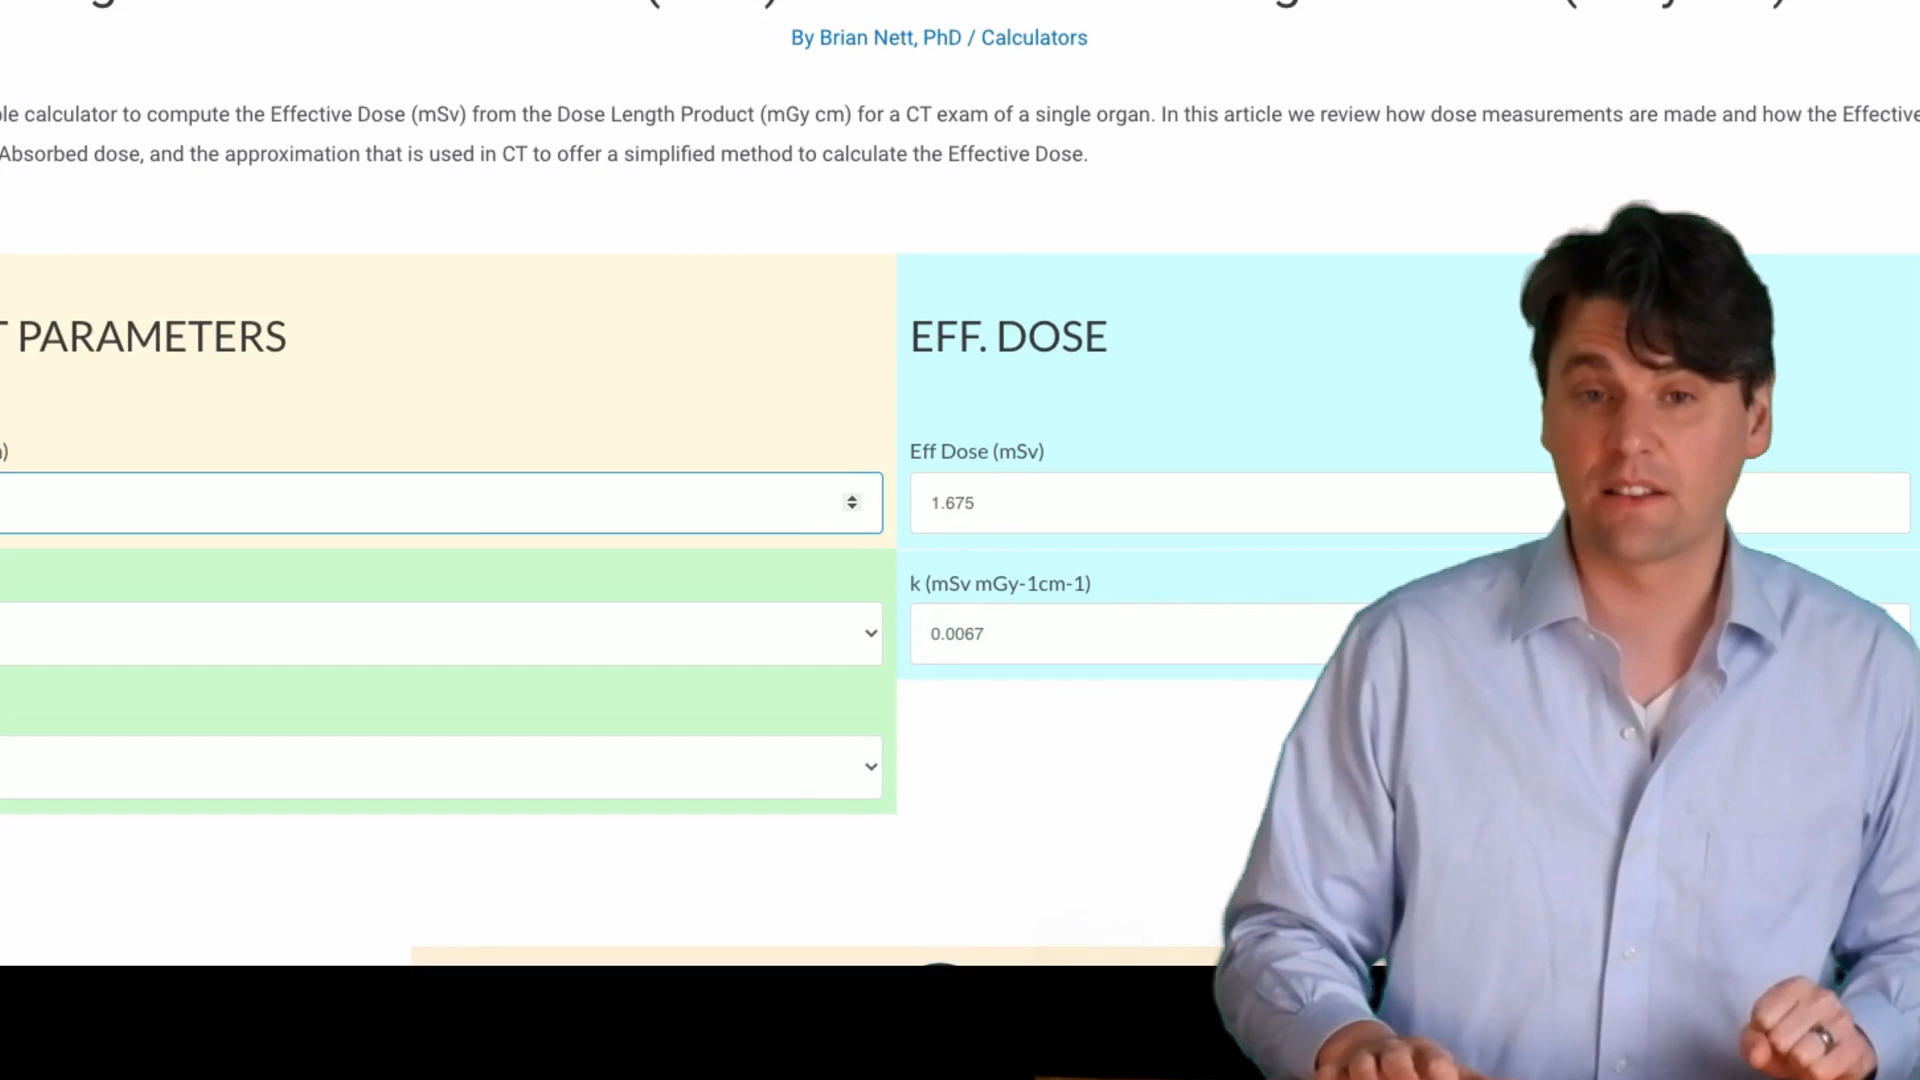 By Brian Nett, PhD / Calculators
calculator to compute the Effective Dose (mSv) from the Dose Length Product (mGy cm) for a CT exam of a single organ. In this article we review how dose measurements are made and how the Effective
Absorbed dose, and the approximation that is used in CT to offer a simplified method to calculate the Effective Dose.
PARAMETERS
EFF. DOSE
Eff Dose (mSv)
1.675
k (mSv mGy-1cm-1)
0.0067